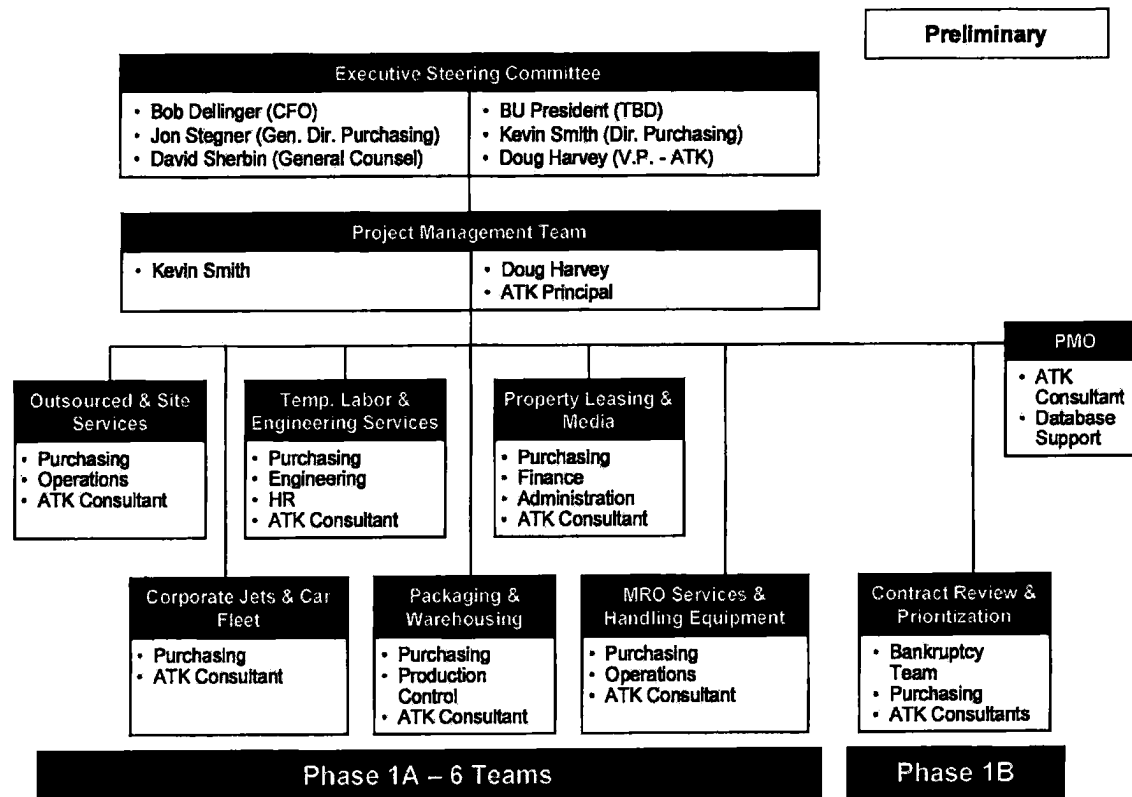 Preliminary
Executive Steering Committee
• Bob Dellinger (CFO)
• Jon Stegner (Gen. Dir. Purchasing)
• David Sherbin (General Counsel)
• BU President (TBD)
• Kevin Smith (Dir. Purchasing)
• Doug Harvey (V.P. - ATK)
Project Management Team
• Kevin Smith
• Doug Harvey
• ATK Principal
PMO
• ATK
Consultant
• Database
Support
Outsourced & Site
Services
• Purchasing
• Operations
• ATK Consultant
Temp. Labor &
Engineering Services
• Purchasing
• Engineering
• HR
• ATK Consultant
Property Leasing &
Media
• Purchasing
• Finance
• Administration
• ATK Consultant
Corporate Jets & Car
Fleet
• Purchasing
• ATK Consultant
Packaging &
Warehousing
• Purchasing
• Production
Control
• ATK Consultant
MRO Services &
Handling Equipment
• Purchasing
• Operations
• ATK Consultant
Contract Review &
Prioritization
• Bankruptcy
Team
• Purchasing
• ATK Consultants
Phase 1A – 6 Teams
Phase 1B